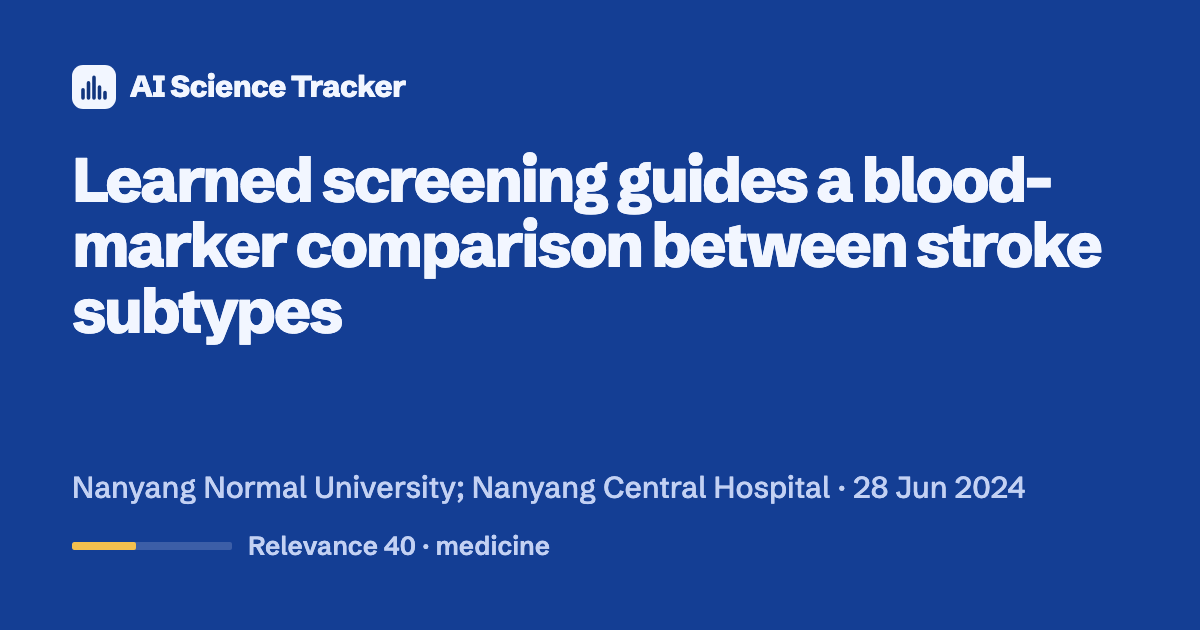 AI Science Tracker
Learned screening guides a blood-
marker comparison between stroke
subtypes
Nanyang Normal University; Nanyang Central Hospital · 28 Jun 2024
Relevance 40 · medicine